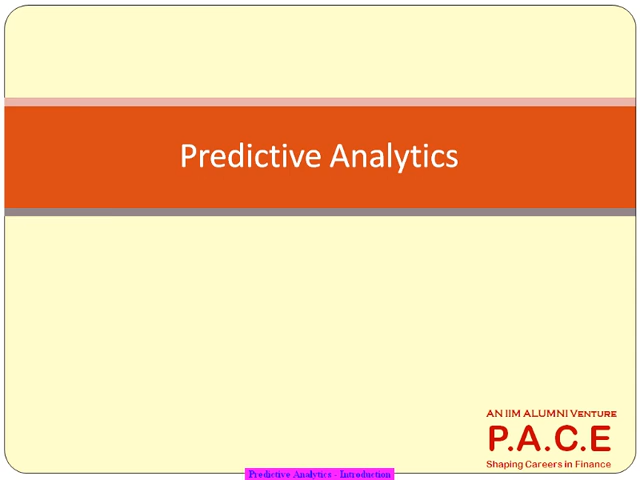 Predictive Analytics
AN IIM ALUMNI VENTURE
P.A.C.E
Shaping Careers in Finance
Predictive Analytics - Introduction